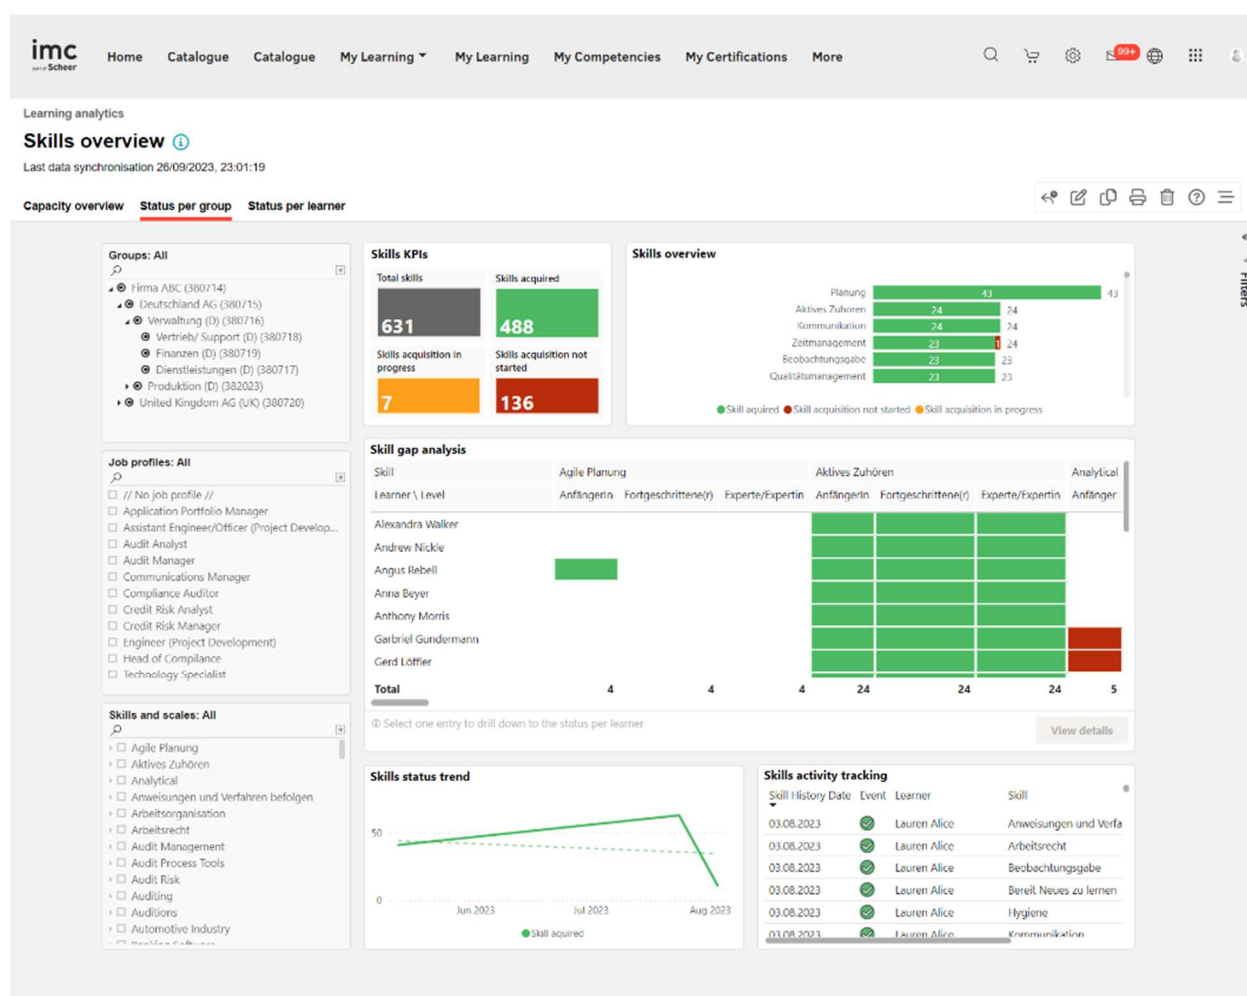 imc
part of Scheer
Home Catalogue Catalogue My Learning My Learning My Competencies My Certifications More
99+
Learning analytics
Skills overview
Last data synchronisation 26/09/2023, 23:01:19
Capacity overview Status per group Status per learner
Filters
Groups: All
Firma ABC (380714)
Deutschland AG (380715)
Verwaltung (D) (380716)
Vertrieb/ Support (D) (380718)
Finanzen (D) (380719)
Dienstleistungen (D) (380717)
Produktion (D) (382023)
United Kingdom AG (UK) (380720)
Skills KPIs
Total skills
631
Skills acquired
488
Skills acquisition in progress
7
Skills acquisition not started
136
Skills overview
Planung 43 43
Aktives Zuhören 24 24
Kommunikation 24 24
Zeitmanagement 23 1 24
Beobachtungsgabe 23 23
Qualitätsmanagement 23 23
Skill aquired Skill acquisition not started Skill acquisition in progress
Job profiles: All
// No job profile //
Application Portfolio Manager
Assistant Engineer/Officer (Project Develop...
Audit Analyst
Audit Manager
Communications Manager
Compliance Auditor
Credit Risk Analyst
Credit Risk Manager
Engineer (Project Development)
Head of Compilance
Technology Specialist
Skill gap analysis
Skill Agile Planung Aktives Zuhören Analytical
Learner \ Level AnfängerIn Fortgeschrittene(r) Experte/Expertin AnfängerIn Fortgeschrittene(r) Experte/Expertin Anfänger
Alexandra Walker
Andrew Nickle
Angus Rebell
Anna Beyer
Anthony Morris
Garbriel Gundermann
Gerd Löffler
Total 4 4 4 24 24 24 5
Select one entry to drill down to the status per learner
View details
Skills and scales: All
Agile Planung
Aktives Zuhören
Analytical
Anweisungen und Verfahren befolgen
Arbeitsorganisation
Arbeitsrecht
Audit Management
Audit Process Tools
Audit Risk
Auditing
Auditions
Automotive Industry
Banking Software
Skills status trend
50
0
Jun 2023 Jul 2023 Aug 2023
Skill aquired
Skills activity tracking
Skill History Date Event Learner Skill
03.08.2023 Lauren Alice Anweisungen und Verfa
03.08.2023 Lauren Alice Arbeitsrecht
03.08.2023 Lauren Alice Beobachtungsgabe
03.08.2023 Lauren Alice Bereit Neues zu lernen
03.08.2023 Lauren Alice Hygiene
03.08.2023 Lauren Alice Kommunikation